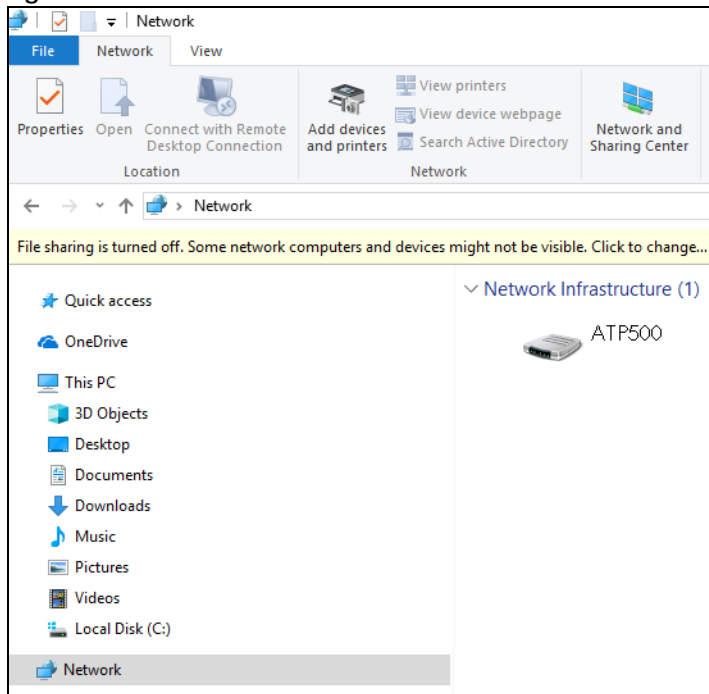 Network
File Network View
Properties Open Connect with Remote Desktop Connection Add devices and printers View printers
View device webpage
Search Active Directory
Network and Sharing Center
Location Network
Network
File sharing is turned off. Some network computers and devices might not be visible. Click to change...
Quick access
OneDrive
This PC
3D Objects
Desktop
Documents
Downloads
Music
Pictures
Videos
Local Disk (C:)
Network
Network Infrastructure (1)
ATP500